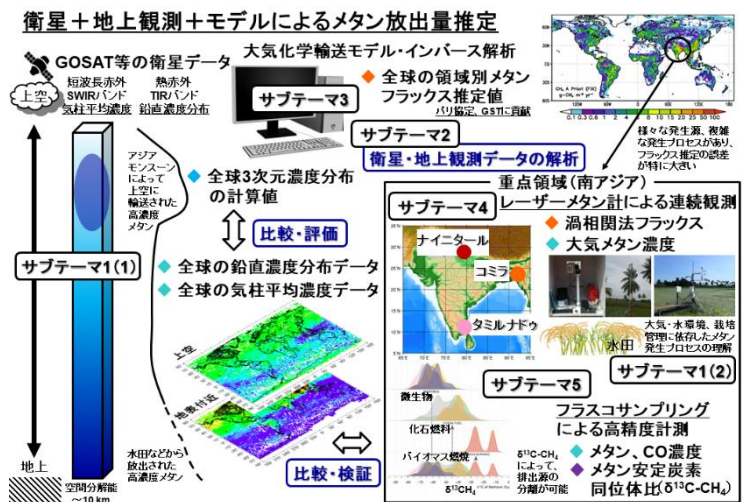 衛星＋地上観測＋モデルによるメタン放出量推定
GOSAT等の衛星データ
短波長赤外
SWIRバンド
気柱平均濃度
熱赤外
TIRバンド
鉛直濃度分布
上空
大気化学輸送モデル・インバース解析
サブテーマ3
全球の領域別メタン
フラックス推定値
パリ協定、GSTに貢献
サブテーマ2
衛星・地上観測データの解析
様々な発生源、複雑
な発生プロセスがあり、
フラックス推定の誤差
が特に大きい
アジア
モンスーン
によって
上空に
輸送された
高濃度
メタン
サブテーマ1(1)
全球3次元濃度分布
の計算値
比較・評価
全球の鉛直濃度分布データ
全球の気柱平均濃度データ
上空
地表付近
比較・検証
水田などから
放出された
高濃度メタン
地上
空間分解能
～10 km
重点領域(南アジア)
サブテーマ4
レーザーメタン計による連続観測
渦相関法フラックス
大気メタン濃度
ナイニタール
コミラ
タミルナドゥ
水田
大気・水環境、栽培
管理に依存したメタン
発生プロセスの理解
サブテーマ1(2)
サブテーマ5
微生物
化石燃料
バイオマス燃焼
δ¹³CH₄
δ¹³C-CH₄
によって、
排出源の
分離が可能
フラスコサンプリング
による高精度計測
メタン、CO濃度
メタン安定炭素
同位体比(δ¹³C-CH₄)